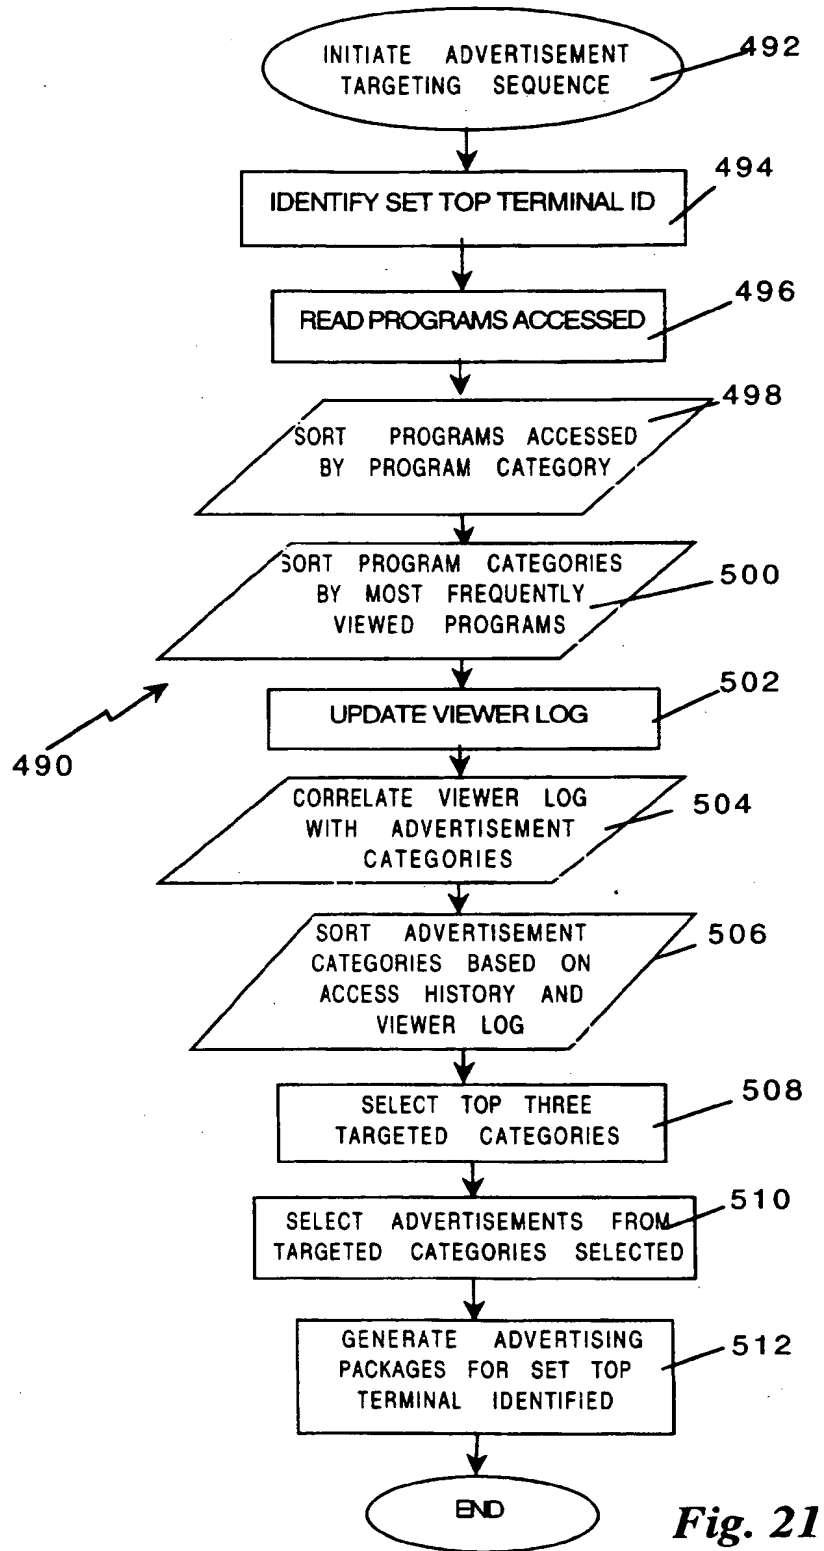 INITIATE ADVERTISEMENT
TARGETING SEQUENCE
492
IDENTIFY SET TOP TERMINAL ID
494
READ PROGRAMS ACCESSED
496
SORT PROGRAMS ACCESSED
BY PROGRAM CATEGORY
498
SORT PROGRAM CATEGORIES
BY MOST FREQUENTLY
VIEWED PROGRAMS
500
UPDATE VIEWER LOG
502
490
CORRELATE VIEWER LOG
WITH ADVERTISEMENT
CATEGORIES
504
SORT ADVERTISEMENT
CATEGORIES BASED ON
ACCESS HISTORY AND
VIEWER LOG
506
SELECT TOP THREE
TARGETED CATEGORIES
508
SELECT ADVERTISEMENTS FROM
TARGETED CATEGORIES SELECTED
510
GENERATE ADVERTISING
PACKAGES FOR SET TOP
TERMINAL IDENTIFIED
512
END
Fig. 21